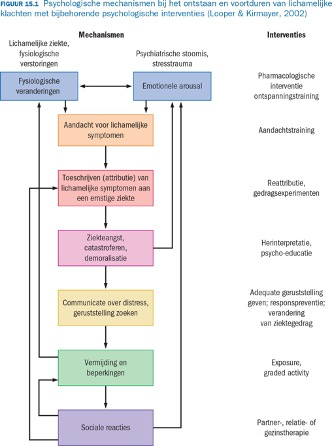 FIGUUR 15.1 Psychologische mechanismen bij het ontstaan en voortduren van lichamelijke
klachten met bijbehorende psychologische interventies (Looper & Kirmayer, 2002)
Mechanismen
Interventies
Lichamelijke ziekte,
fysiologische
verstoringen
Psychiatrische stoornis,
stresstrauma
Fysiologische
veranderingen
Emotionele arousal
Pharmacologische
interventie
ontspanningstraining
Aandacht voor lichamelijke
symptomen
Aandachtstraining
Toeschrijven (attributie) van
lichamelijke symptomen aan
een ernstige ziekte
Reattributie,
gedragsexperimenten
Ziekteangst,
catastroferen,
demoralisatie
Herinterpretatie,
psycho-educatie
Communicatie over distress,
geruststelling zoeken
Adequate geruststelling
geven; responspreventie;
verandering
van ziektegedrag
Vermijding en
beperkingen
Exposure,
graded activity
Sociale reacties
Partner-, relatie- of
gezinstherapie